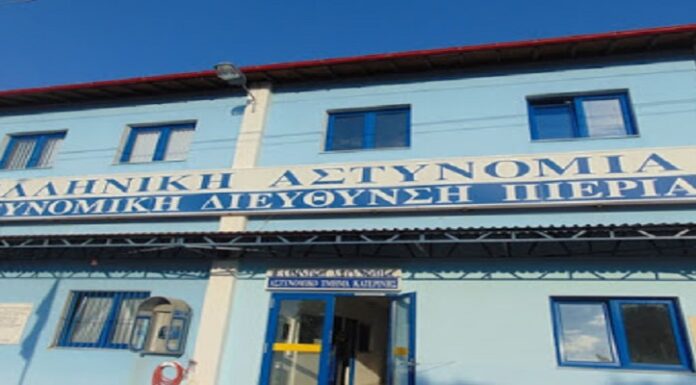 ΛΛΗΝΙΚΗ ΑΣΤΥΝΟΜΙΑ
ΥΝΟΜΙΚΗ ΔΙΕΥΘΥΝΣΗ ΠΙΕΡΙΑ
ΑΣΤΥΝΟΜΙΚΟ ΤΜΗΜΑ ΚΑΤΕΡΙΝΗΣ